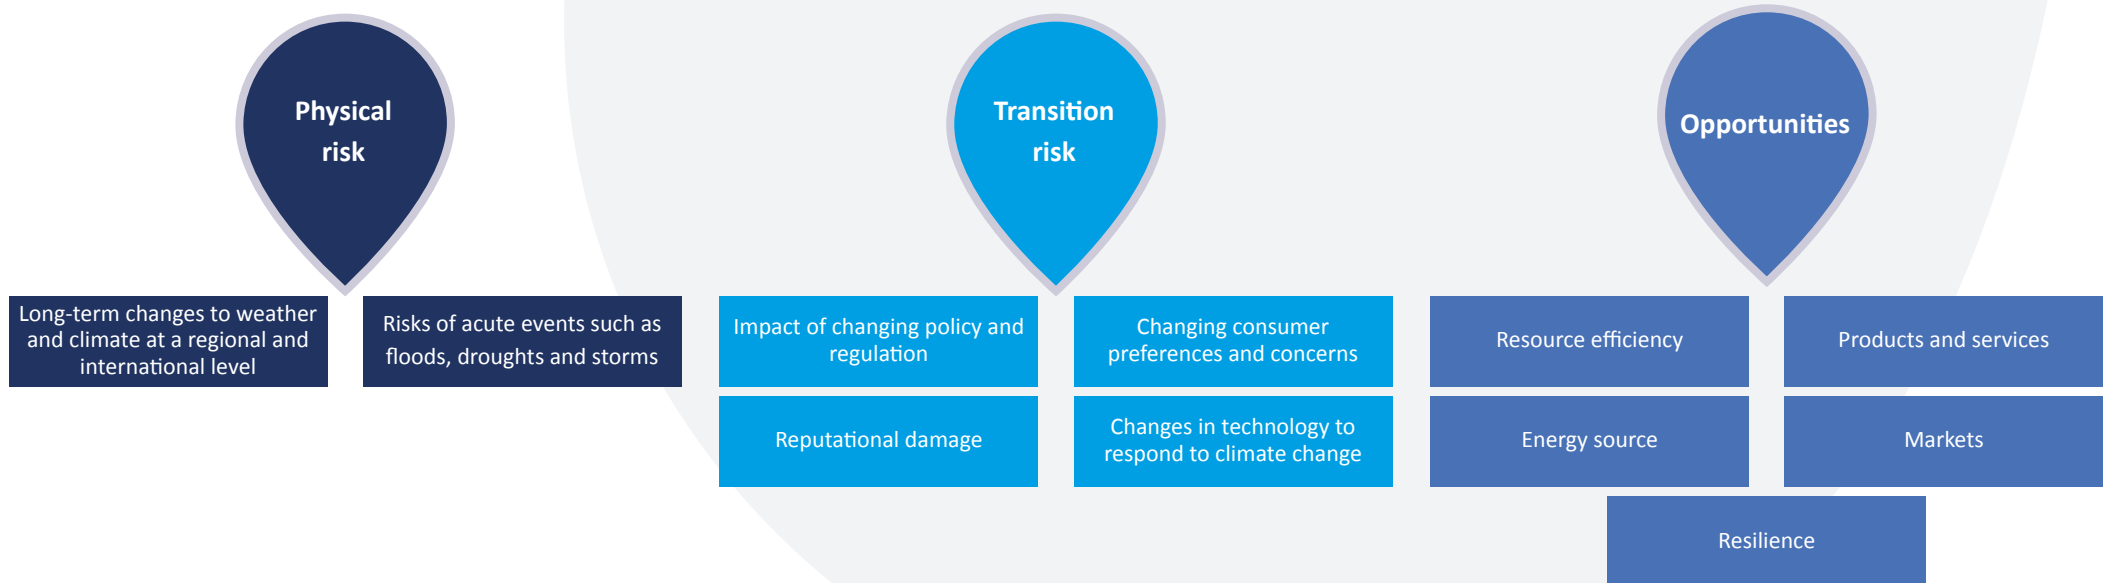 Physical
risk
Long-term changes to weather
and climate at a regional and
international level
Risks of acute events such as
floods, droughts and storms
Transition
risk
Impact of changing policy and
regulation
Changing consumer
preferences and concerns
Reputational damage
Changes in technology to
respond to climate change
Opportunities
Resource efficiency
Products and services
Energy source
Markets
Resilience